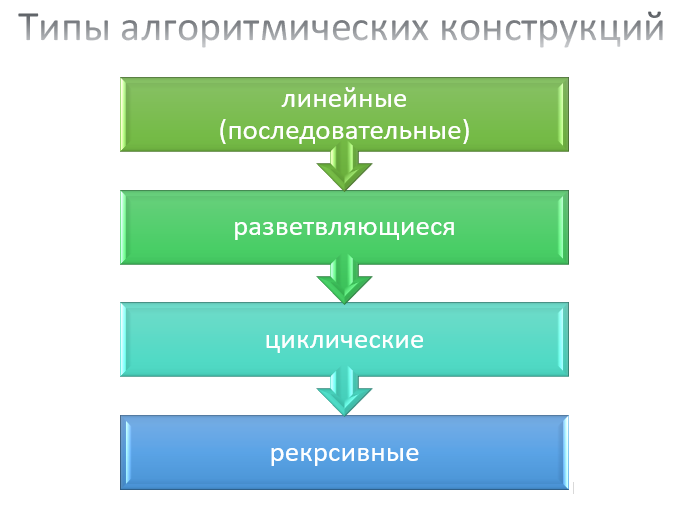 Типы алгоритмических конструкций
линейные
(последовательные)
разветвляющиеся
циклические
рекрсивные